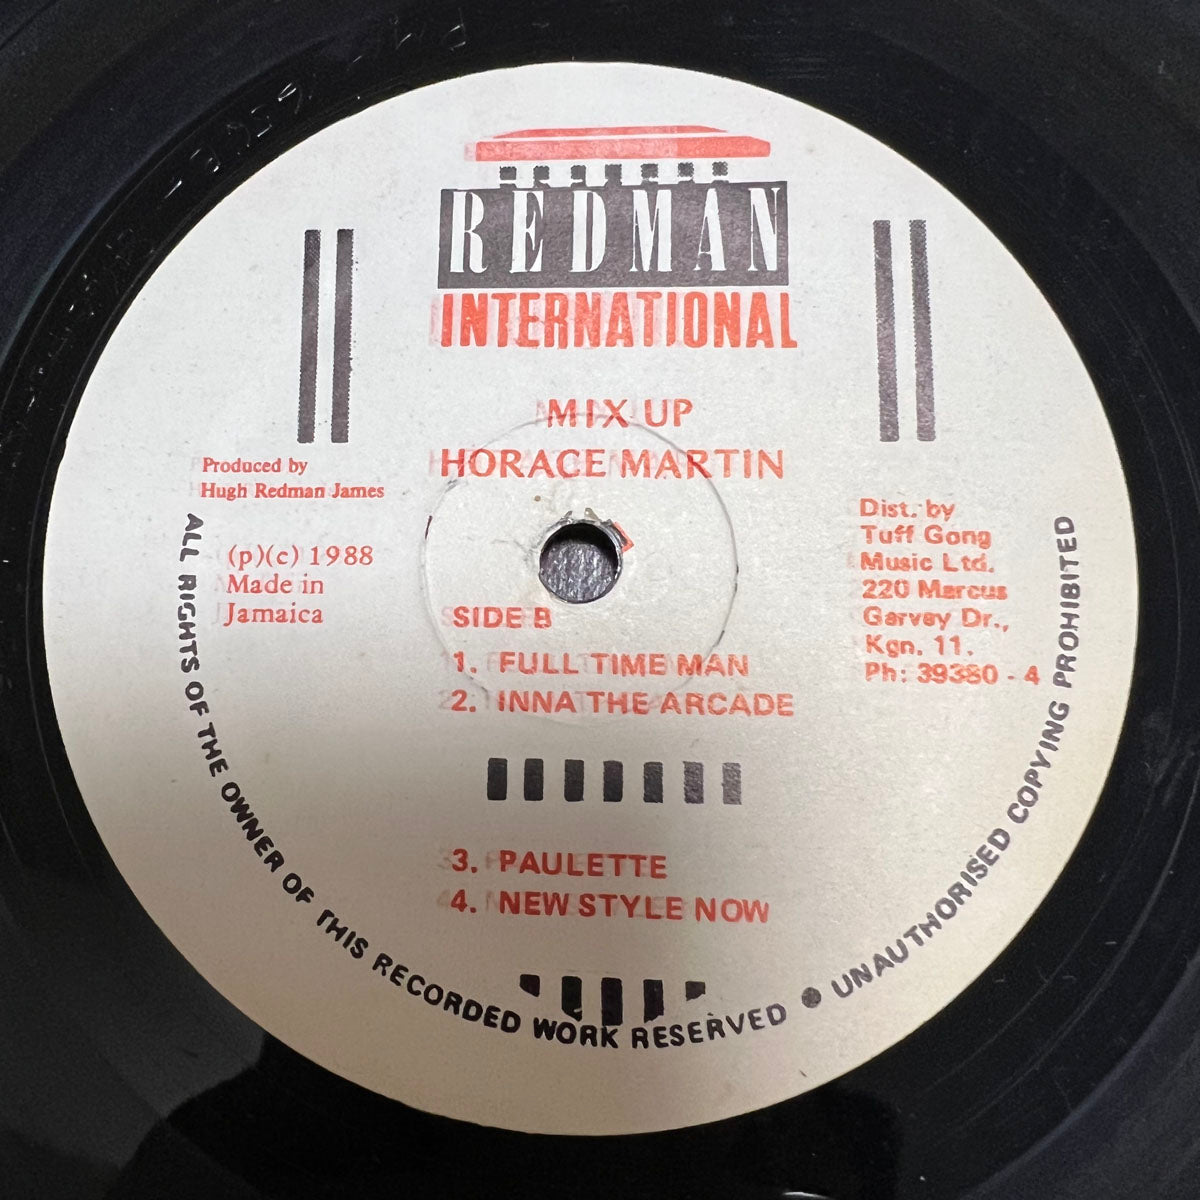 REDMAN
INTERNATIONAL
MIX UP
HORACE MARTIN
Produced by
Hugh Redman James
(p)(c) 1988
Made in
Jamaica
Dist. by
Tuff Gong
Music Ltd.
220 Marcus
Garvey Dr.,
Kgn. 11.
Ph: 39380 - 4
SIDE B
1. FULL TIME MAN
2. INNA THE ARCADE
3. PAULETTE
4. NEW STYLE NOW
ALL RIGHTS OF THE OWNER OF THIS RECORDED WORK RESERVED ● UNAUTHORISED COPYING PROHIBITED